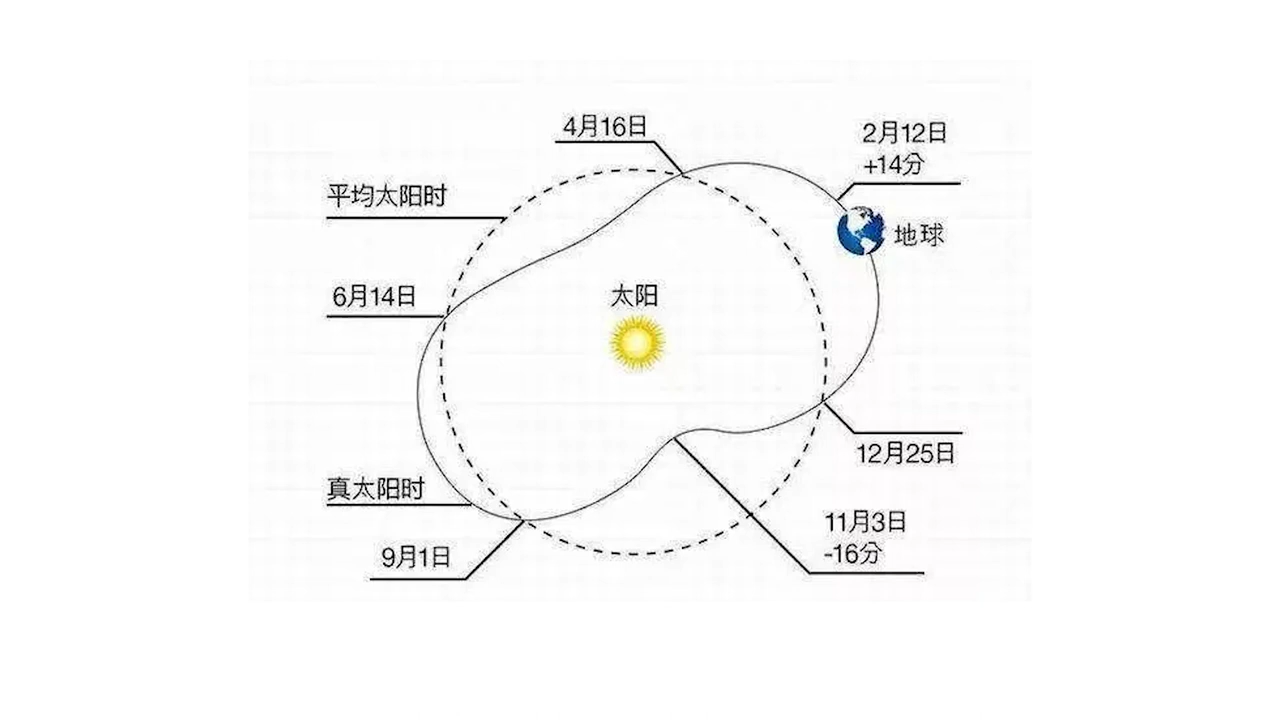 4月16日
2月12日
+14分
平均太阳时
地球
6月14日
太阳
12月25日
真太阳时
11月3日
-16分
9月1日